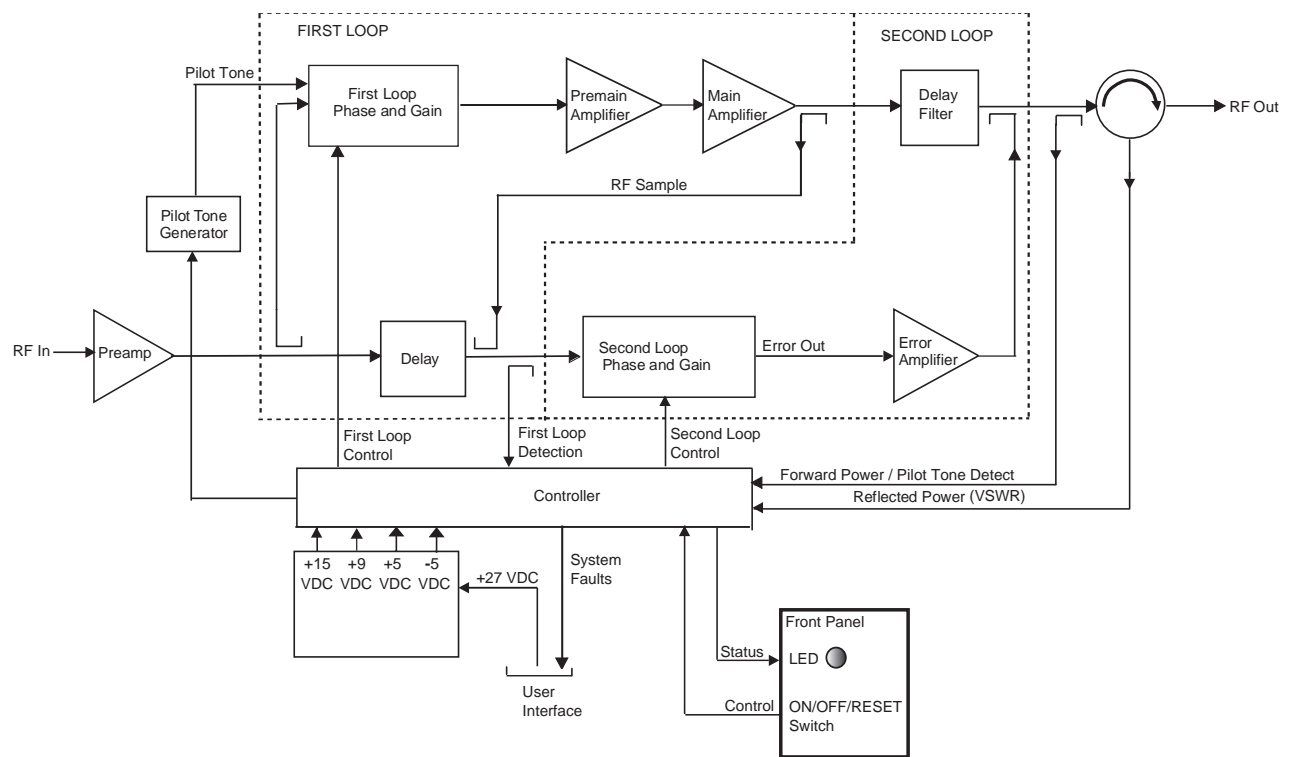 FIRST LOOP
SECOND LOOP
Pilot Tone
First Loop
Phase and Gain
Premain
Amplifier
Main
Amplifier
Delay
Filter
RF Out
RF Sample
Pilot Tone
Generator
RF In
Preamp
Delay
Second Loop
Phase and Gain
Error Out
Error
Amplifier
First Loop
Control
First Loop
Detection
Second Loop
Control
Forward Power / Pilot Tone Detect
Reflected Power (VSWR)
Controller
+15
VDC
+9
VDC
+5
VDC
-5
VDC
+27 VDC
System
Faults
User
Interface
Front Panel
Status
LED
Control
ON/OFF/RESET
Switch